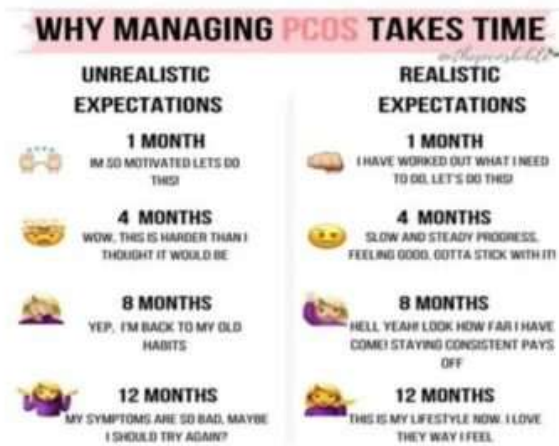 WHY MANAGING PCOS TAKES TIME
UNREALISTIC
EXPECTATIONS
1 MONTH
IM SO MOTIVATED LETS DO
THIS!
4 MONTHS
WOW, THIS IS HARDER THAN I
THOUGHT IT WOULD BE
8 MONTHS
YEP, I'M BACK TO MY OLD
HABITS
12 MONTHS
MY SYMPTOMS ARE SO BAD, MAYBE
I SHOULD TRY AGAIN?
REALISTIC
EXPECTATIONS
1 MONTH
I HAVE WORKED OUT WHAT I NEED
TO DO, LET'S DO THIS!
4 MONTHS
SLOW AND STEADY PROGRESS,
FEELING GOOD, GOTTA STICK WITH IT!
8 MONTHS
HELL YEAH! LOOK HOW FAR I HAVE
COME! STAYING CONSISTENT PAYS
OFF
12 MONTHS
THIS IS MY LIFESTYLE NOW. I LOVE
THEY WAY I FEEL